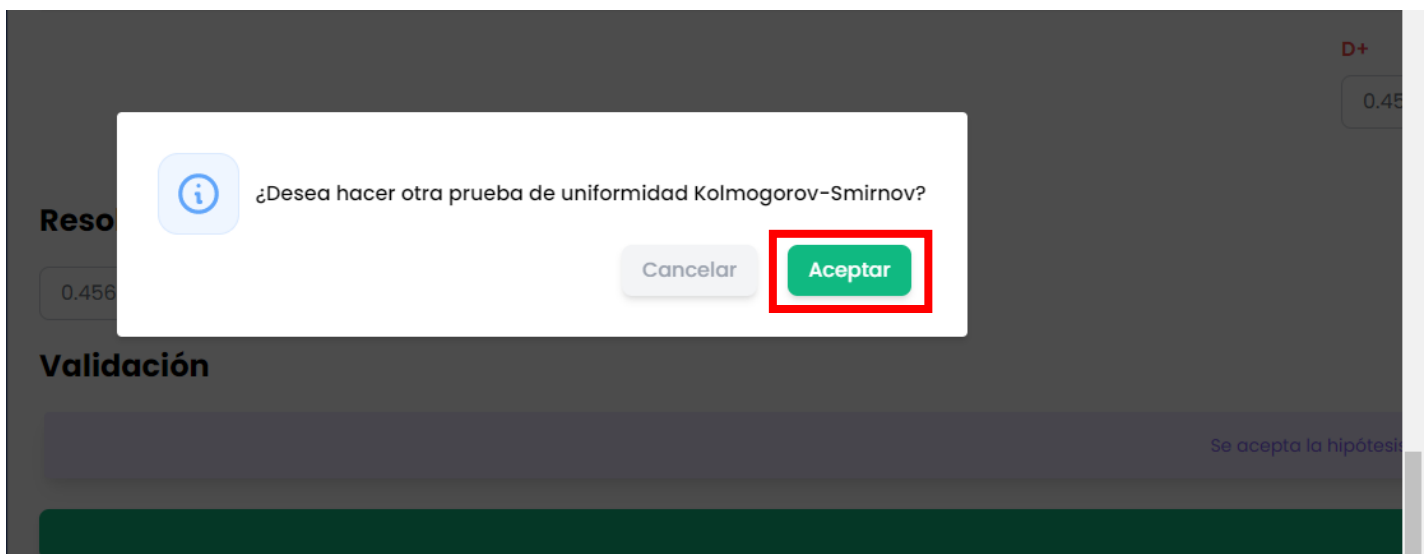 D+
0.45
¿Desea hacer otra prueba de uniformidad Kolmogorov-Smirnov?
Reso
Cancelar
Aceptar
0.456
Validación
Se acepta la hipótesis